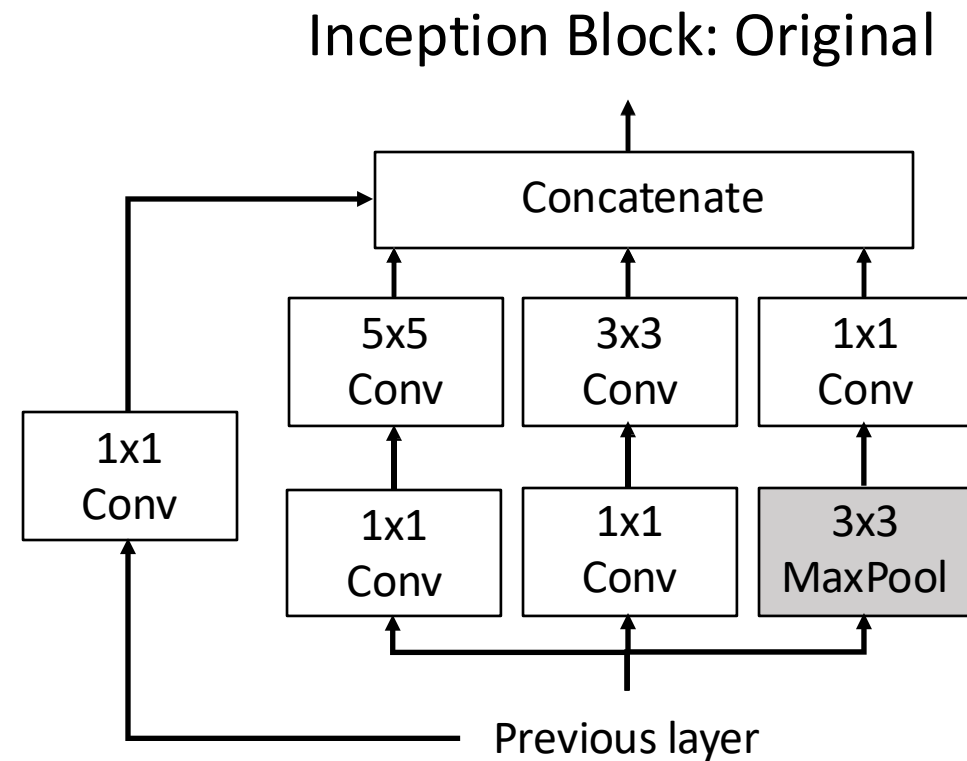 Inception Block: Original
Concatenate
5x5
Conv
3x3
Conv
1x1
Conv
1x1
Conv
1x1
Conv
1x1
Conv
3x3
MaxPool
Previous layer